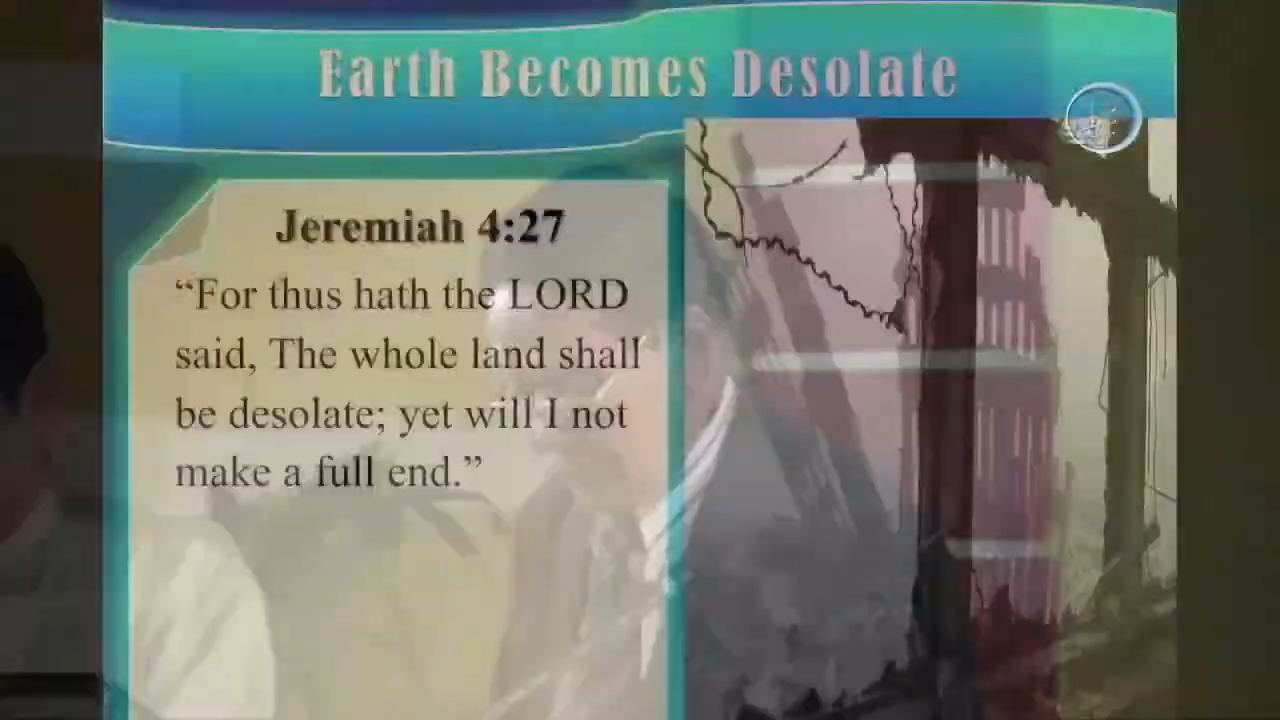 Earth Becomes Desolate
Jeremiah 4:27
“For thus hath the LORD
said, The whole land shall
be desolate; yet will I not
make a full end.”